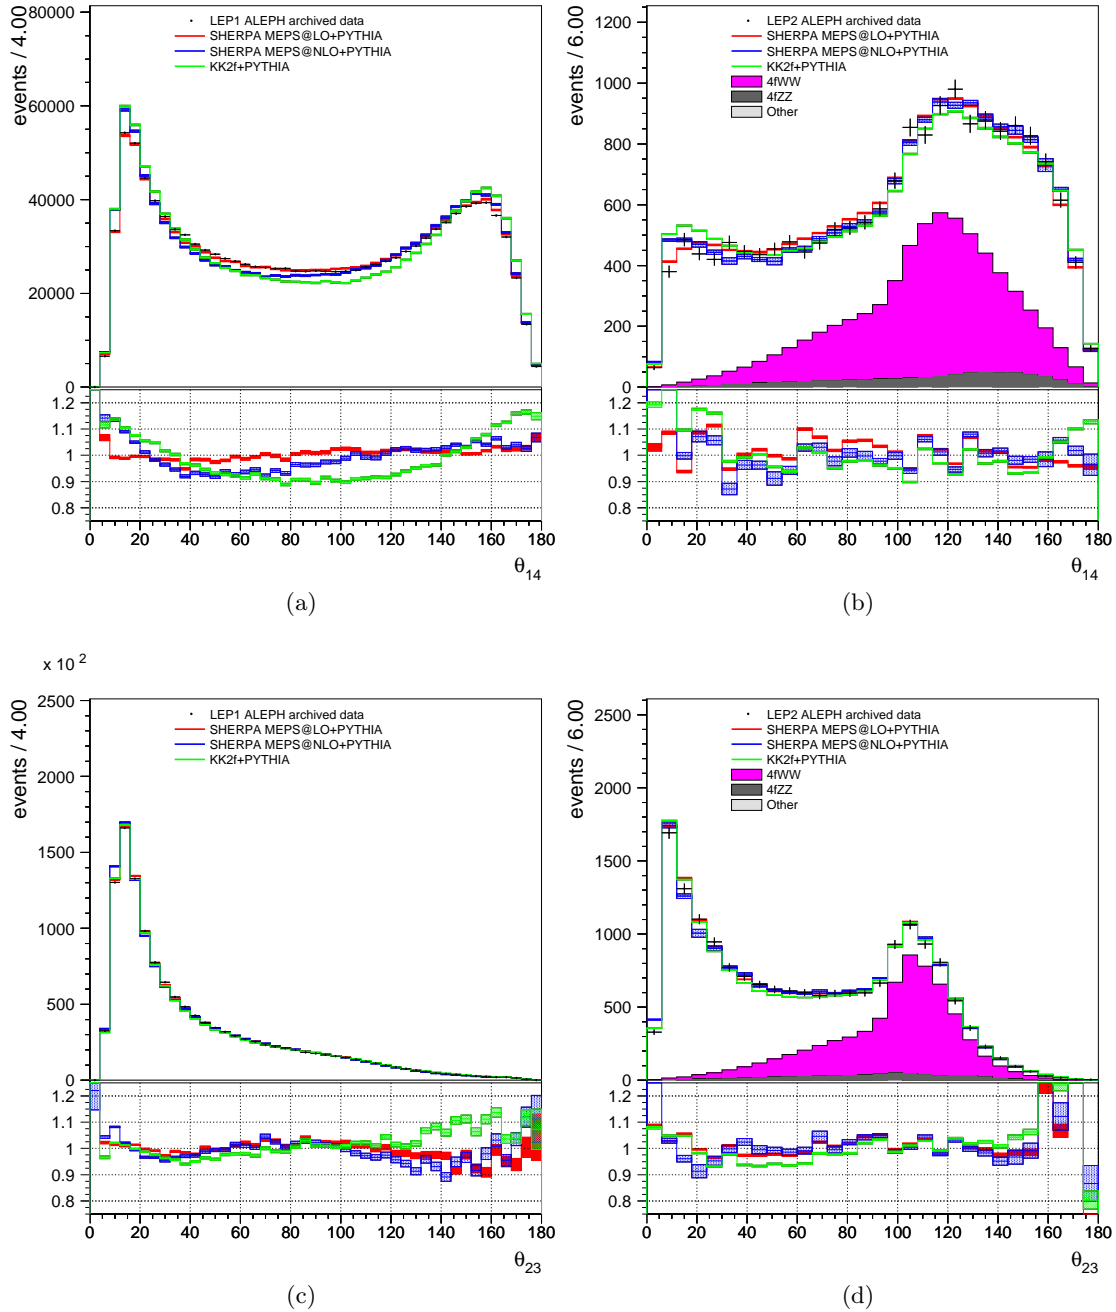 events / 4.00
80000
60000
40000
20000
0
LEP1 ALEPH archived data
SHERPA MEPS@LO+PYTHIA
SHERPA MEPS@NLO+PYTHIA
KK2f+PYTHIA
1.2
1.1
1
0.9
0.8
0 20 40 60 80 100 120 140 160 180
θ14
(a)
events / 6.00
1200
1000
800
600
400
200
0
LEP2 ALEPH archived data
SHERPA MEPS@LO+PYTHIA
SHERPA MEPS@NLO+PYTHIA
KK2f+PYTHIA
4fWW
4fZZ
Other
1.2
1.1
1
0.9
0.8
0 20 40 60 80 100 120 140 160 180
θ14
(b)
x 10 2
events / 4.00
2500
2000
1500
1000
500
0
LEP1 ALEPH archived data
SHERPA MEPS@LO+PYTHIA
SHERPA MEPS@NLO+PYTHIA
KK2f+PYTHIA
1.2
1.1
1
0.9
0.8
0 20 40 60 80 100 120 140 160 180
θ23
(c)
events / 6.00
2500
2000
1500
1000
500
0
LEP2 ALEPH archived data
SHERPA MEPS@LO+PYTHIA
SHERPA MEPS@NLO+PYTHIA
KK2f+PYTHIA
4fWW
4fZZ
Other
1.2
1.1
1
0.9
0.8
0 20 40 60 80 100 120 140 160 180
θ23
(d)